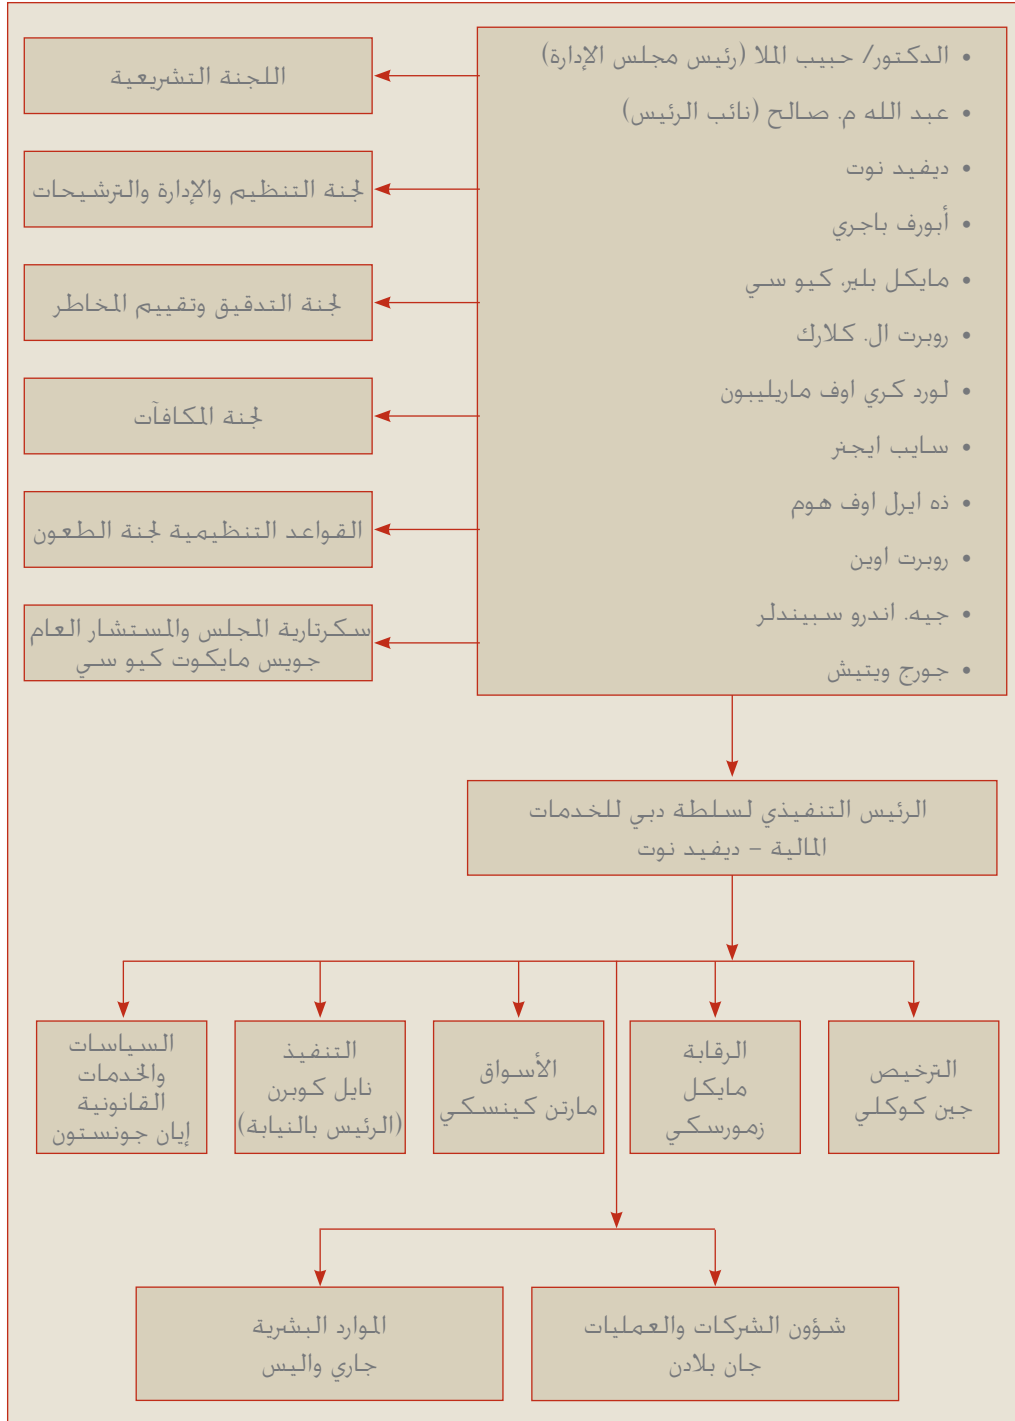 • الدكتور/ حبيب الملا (رئيس مجلس الإدارة)
• عبد الله م. صالح (نائب الرئيس)
• ديفيد نوت
• أبورف باجري
• مايكل بلير. كيو سي
• روبرت ال. كلارك
• لورد كري اوف ماريليبون
• سايب ايجنر
• ذه ايرل اوف هوم
• روبرت اوين
• جيه. اندرو سبيندلر
• جورج ويتيش
اللجنة التشريعية
لجنة التنظيم والإدارة والترشيحات
لجنة التدقيق وتقييم المخاطر
لجنة المكافآت
القواعد التنظيمية لجنة الطعون
سكرتارية المجلس والمستشار العام
جويس مايكوت كيو سي
الرئيس التنفيذي لسلطة دبي للخدمات
المالية – ديفيد نوت
الترخيص
جين كوكلي
الرقابة
مايكل
زمورسكي
الأسواق
مارتن كينسكي
التنفيذ
نايل كوبرن
(الرئيس بالنيابة)
السياسات
والخدمات
القانونية
إيان جونستون
شؤون الشركات والعمليات
جان بلادن
الموارد البشرية
جاري واليس